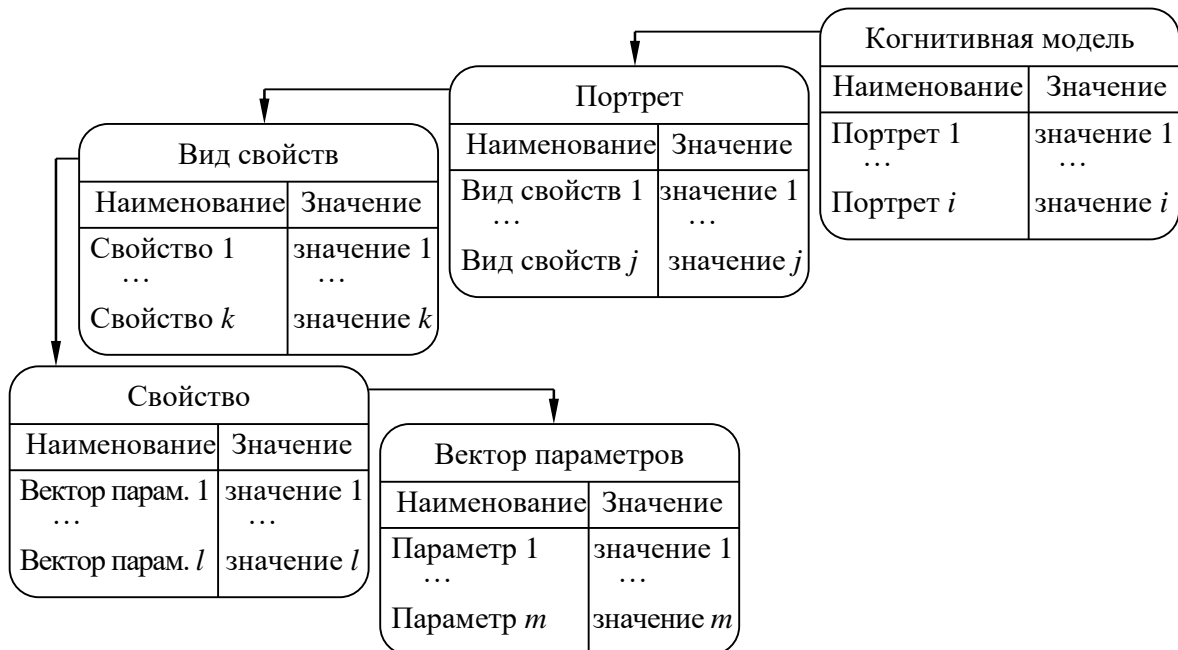 Когнитивная модель
Наименование Значение
Портрет 1 значение 1
... ...
Портрет i значение i
Портрет
Наименование Значение
Вид свойств 1 значение 1
... ...
Вид свойств j значение j
Вид свойств
Наименование Значение
Свойство 1 значение 1
... ...
Свойство k значение k
Свойство
Наименование Значение
Вектор парам. 1 значение 1
... ...
Вектор парам. l значение l
Вектор параметров
Наименование Значение
Параметр 1 значение 1
... ...
Параметр m значение m